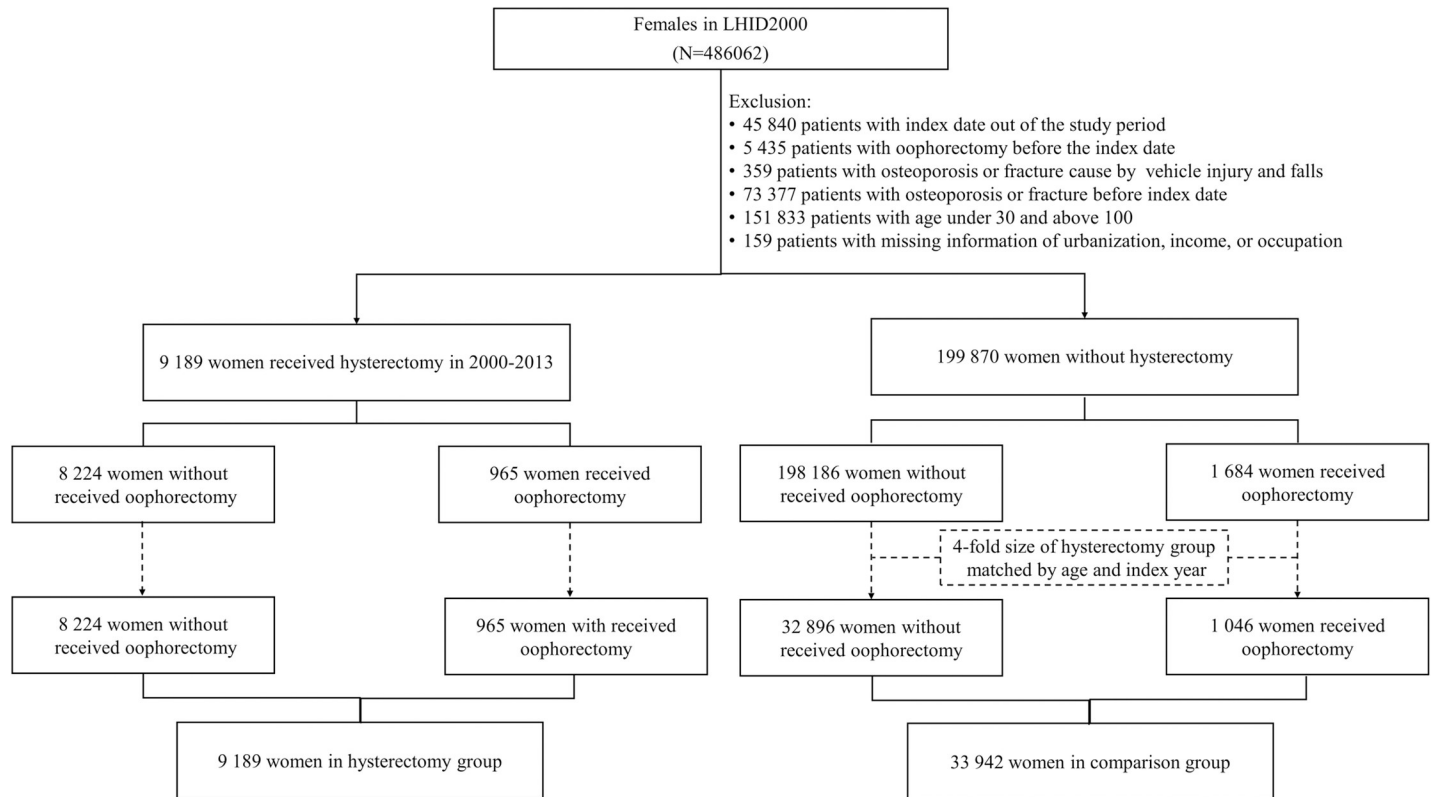 Females in LHID2000
(N=486062)
Exclusion:
• 45 840 patients with index date out of the study period
• 5 435 patients with oophorectomy before the index date
• 359 patients with osteoporosis or fracture cause by vehicle injury and falls
• 73 377 patients with osteoporosis or fracture before index date
• 151 833 patients with age under 30 and above 100
• 159 patients with missing information of urbanization, income, or occupation
9 189 women received hysterectomy in 2000-2013
199 870 women without hysterectomy
8 224 women without
received oophorectomy
965 women received
oophorectomy
198 186 women without
received oophorectomy
1 684 women received
oophorectomy
4-fold size of hysterectomy group
matched by age and index year
8 224 women without
received oophorectomy
965 women with received
oophorectomy
32 896 women without
received oophorectomy
1 046 women received
oophorectomy
9 189 women in hysterectomy group
33 942 women in comparison group